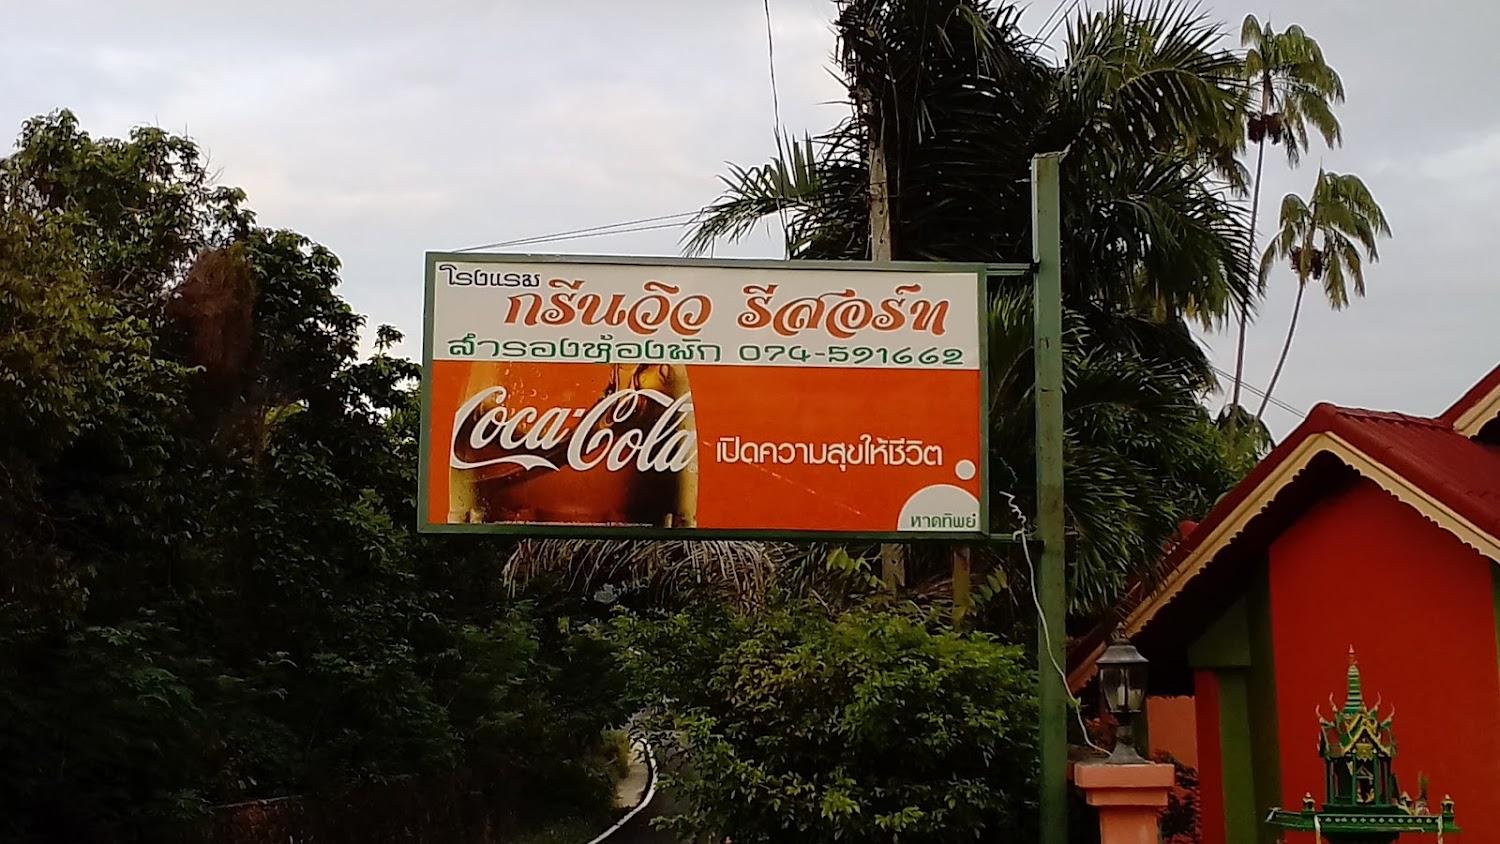 โรงแรม
กรีนวิว รีสอร์ท
สำรองห้องพัก 074-591662
Coca-Cola
เปิดความสุขให้ชีวิต
หาดทิพย์